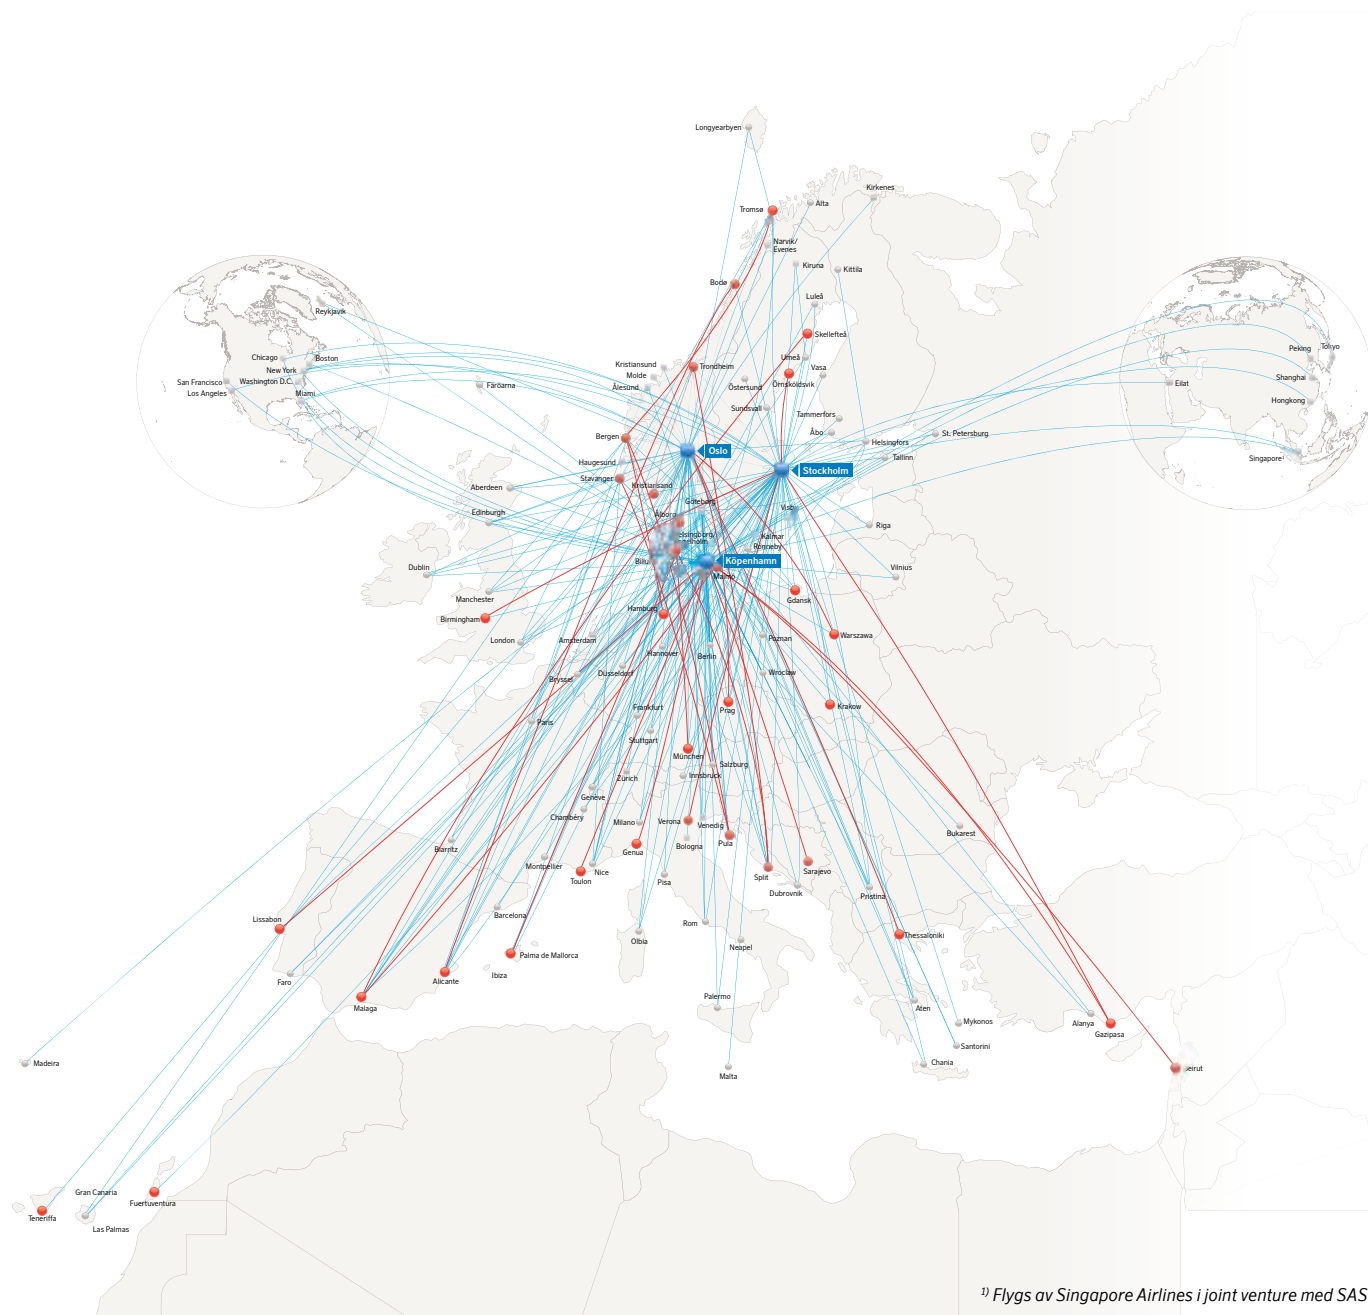 Longyearbyen
Kirkenes
Alta
Tromsø
Narvik/
Evenes
Kiruna
Kittila
Bodø
Luleå
Reykjavik
Skellefteå
Chicago
Boston
New York
San Francisco
Washington D.C.
Los Angeles
Miami
Färöarna
Kristiansund
Molde
Ålesund
Trondheim
Umeå
Vasa
Östersund
Örnsköldsvik
Sundsvall
Tammerfors
Åbo
Helsingfors
St. Petersburg
Tallinn
Peking
Tokyo
Shanghai
Eilat
Hongkong
Singapore
Bergen
Oslo
Haugesund
Stockholm
Stavanger
Kristiansand
Aberdeen
Göteborg
Visby
Edinburgh
Ålborg
Riga
Kalmar
Ronneby
Köpenhamn
Malmö
Dublin
Vilnius
Manchester
Gdansk
Hamburg
Birmingham
Warszawa
London
Amsterdam
Poznan
Hannover
Berlin
Bryssel
Düsseldorf
Wroclaw
Prag
Krakow
Frankfurt
Paris
Stuttgart
München
Salzburg
Zürich
Innsbruck
Genève
Chambéry
Milano
Verona
Venedig
Bukarest
Biarritz
Genua
Bologna
Pula
Montpellier
Toulon
Nice
Pisa
Split
Sarajevo
Dubrovnik
Pristina
Barcelona
Lissabon
Rom
Olbia
Neapel
Thessaloniki
Palma de Mallorca
Ibiza
Alicante
Faro
Malaga
Palermo
Aten
Mykonos
Alanya
Gazipasa
Santorini
Chania
Madeira
Malta
Gran Canaria
Fuertuventura
Teneriffa
Las Palmas
1) Flygs av Singapore Airlines i joint venture med SAS